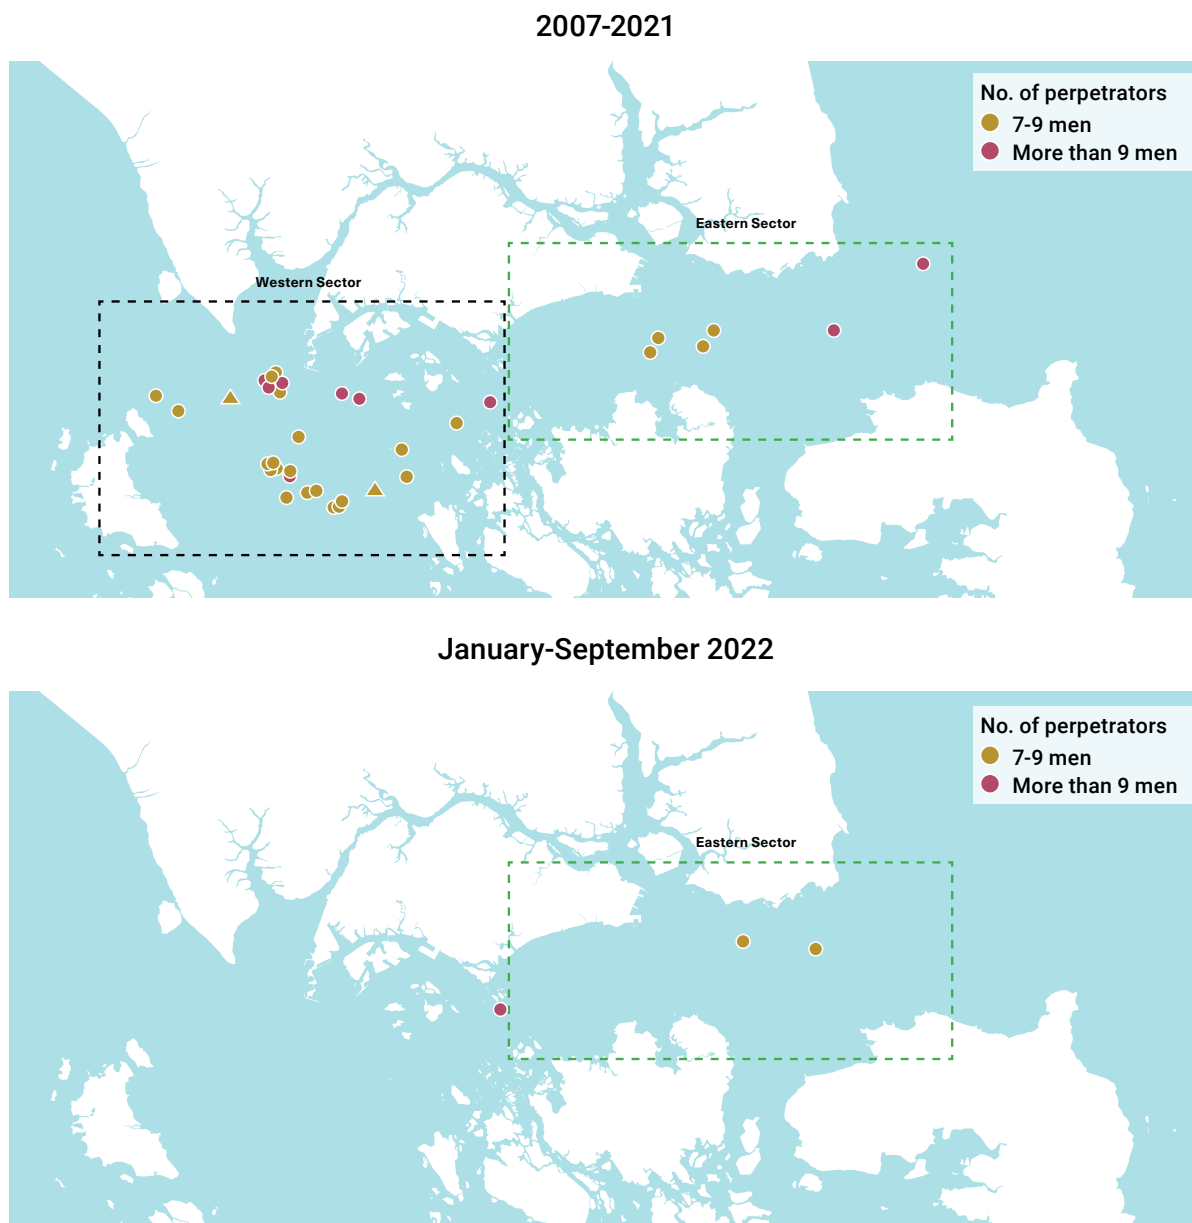 2007-2021
No. of perpetrators
7-9 men
More than 9 men
Eastern Sector
Western Sector
January-September 2022
No. of perpetrators
7-9 men
More than 9 men
Eastern Sector